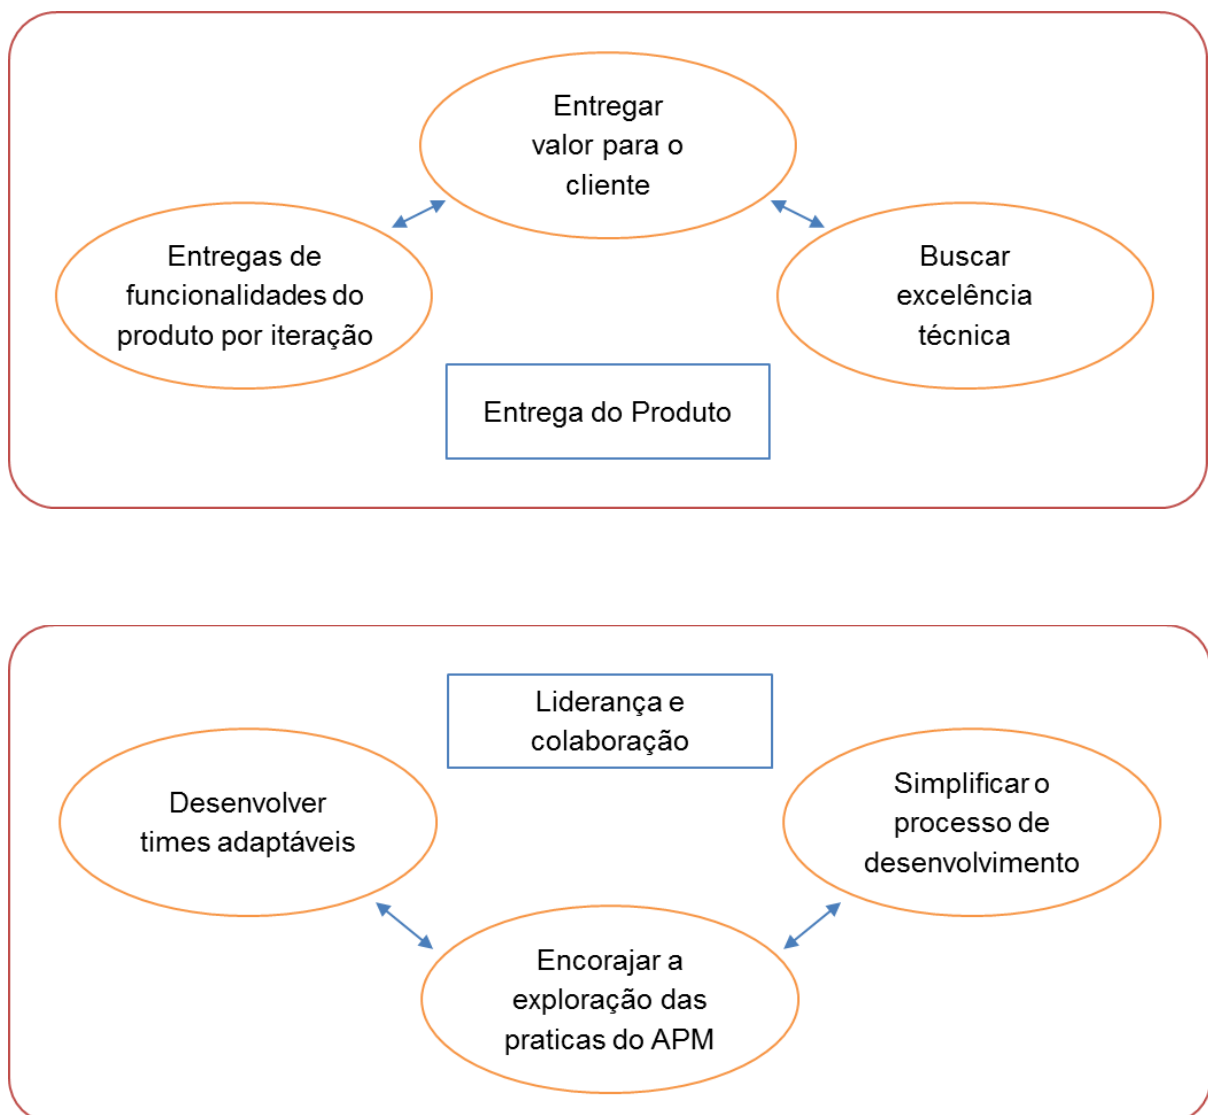 Entregar
valor para o
cliente
Entregas de
funcionalidades do
produto por iteração
Buscar
excelência
técnica
Entrega do Produto
Liderança e
colaboração
Desenvolver
times adaptáveis
Simplificar o
processo de
desenvolvimento
Encorajar a
exploração das
praticas do APM